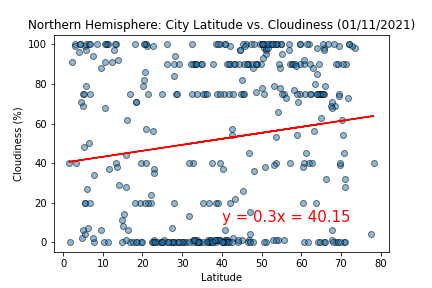 Northern Hemisphere: City Latitude vs. Cloudiness (01/11/2021)
100
80
60
40
20
0
Cloudiness (%)
y = 0.3x = 40.15
0 10 20 30 40 50 60 70 80
Latitude